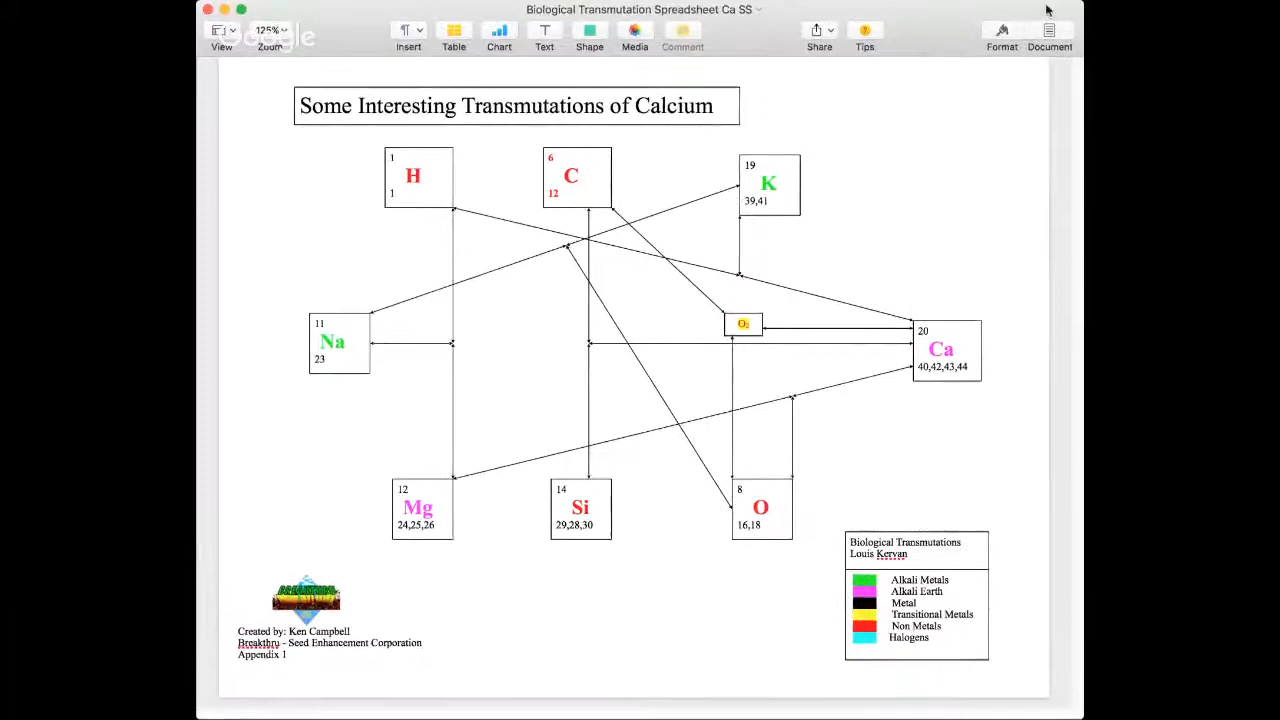 Biological Transmutation Spreadsheet Ca SS
125%
View
Zoom
Google
Insert
Table
Chart
Text
Shape
Media
Comment
Share
Tips
Format
Document
Some Interesting Transmutations of Calcium
1
H
1
6
C
12
19
K
39,41
11
Na
23
O2
20
Ca
40,42,43,44
12
Mg
24,25,26
14
Si
29,28,30
8
O
16,18
Biological Transmutations
Louis Kervan
Alkali Metals
Alkali Earth
Metal
Transitional Metals
Non Metals
Halogens
Created by: Ken Campbell
Breakthru - Seed Enhancement Corporation
Appendix 1